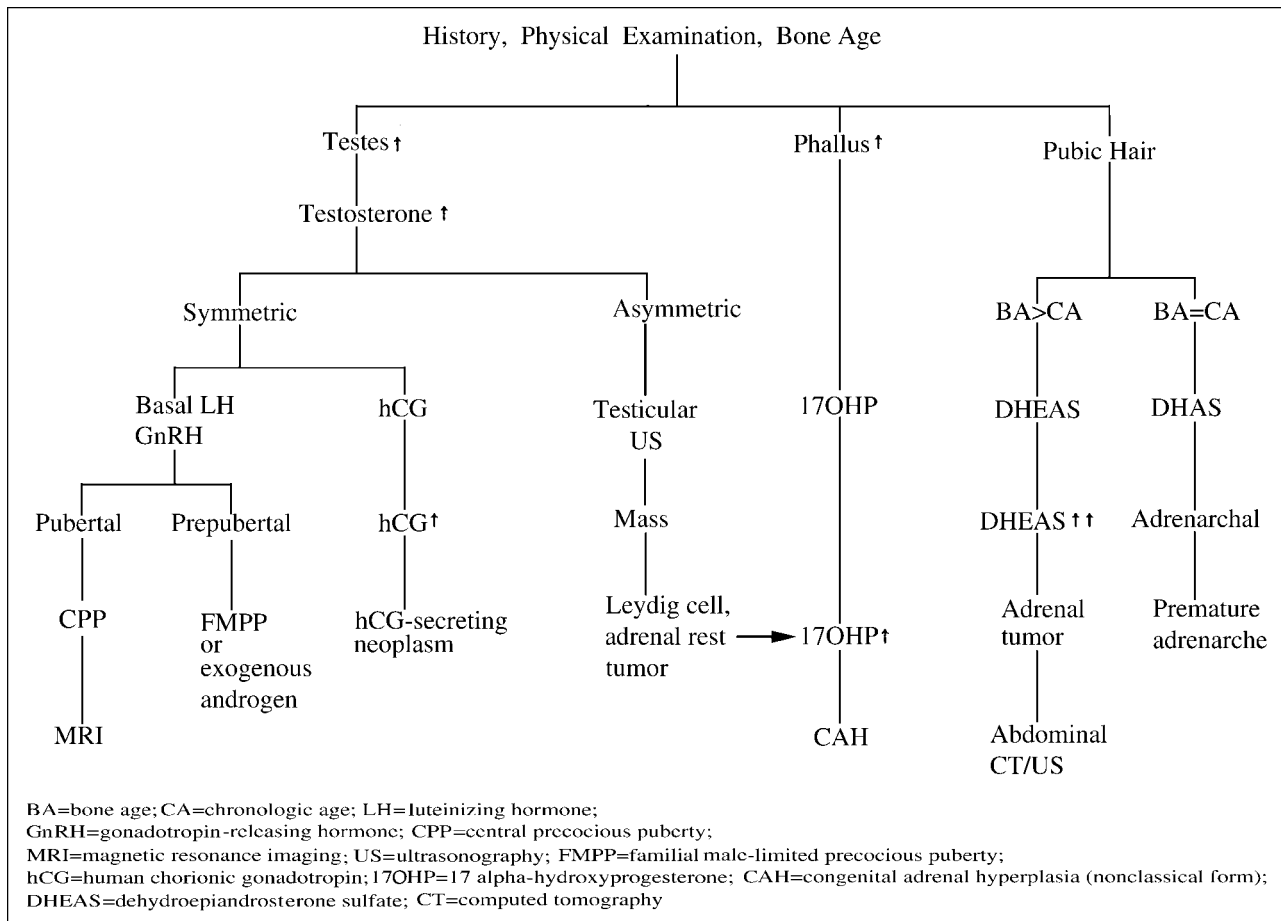 History, Physical Examination, Bone Age
Testes ↑
Phallus ↑
Pubic Hair
Testosterone ↑
Symmetric
Asymmetric
BA>CA
BA=CA
Basal LH
GnRH
hCG
Testicular
US
17OHP
DHEAS
DHAS
Pubertal
Prepubertal
hCG ↑
Mass
DHEAS ↑↑
Adrenarchal
CPP
FMPP
or
exogenous
androgen
hCG-secreting
neoplasm
Leydig cell,
adrenal rest
tumor
17OHP ↑
Adrenal
tumor
Premature
adrenarche
MRI
CAH
Abdominal
CT/US
BA=bone age; CA=chronologic age; LH=luteinizing hormone;
GnRH=gonadotropin-releasing hormone; CPP=central precocious puberty;
MRI=magnetic resonance imaging; US=ultrasonography; FMPP=familial male-limited precocious puberty;
hCG=human chorionic gonadotropin; 17OHP=17 alpha-hydroxyprogesterone; CAH=congenital adrenal hyperplasia (nonclassical form);
DHEAS=dehydroepiandrosterone sulfate; CT=computed tomography